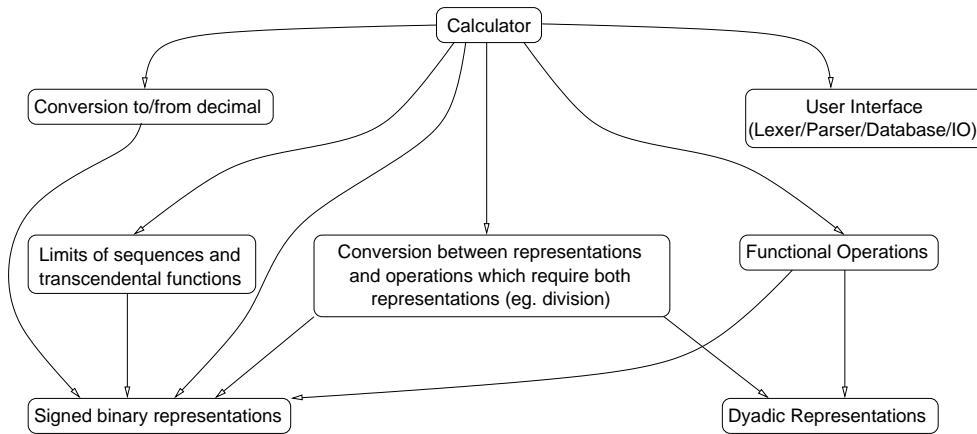 Calculator
Conversion to/from decimal
User Interface
(Lexer/Parser/Database/IO)
Limits of sequences and
transcendental functions
Conversion between representations
and operations which require both
representations (eg. division)
Functional Operations
Signed binary representations
Dyadic Representations